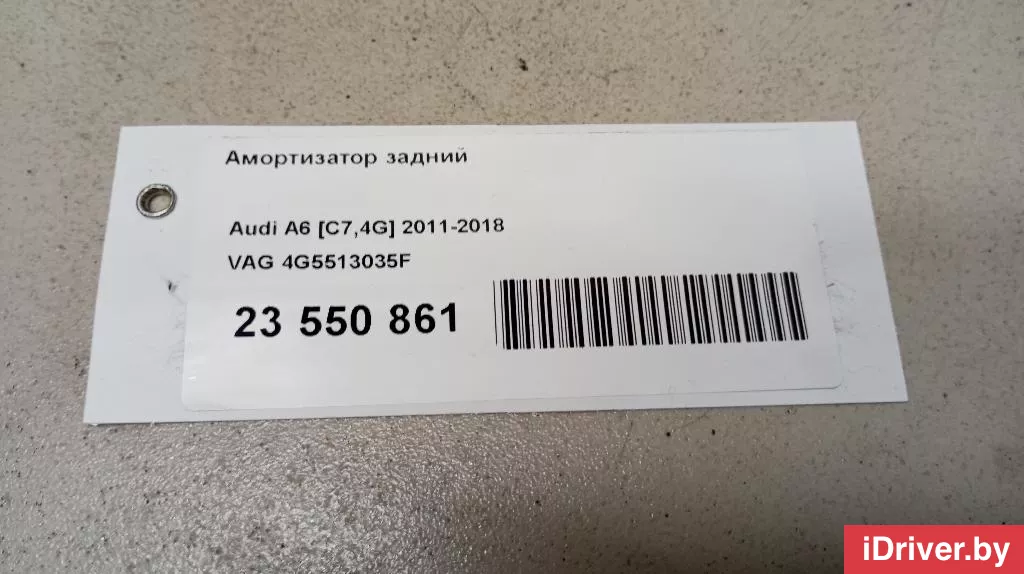 Амортизатор задний
Audi A6 [C7,4G] 2011-2018
VAG 4G5513035F
23 550 861
iDriver.by